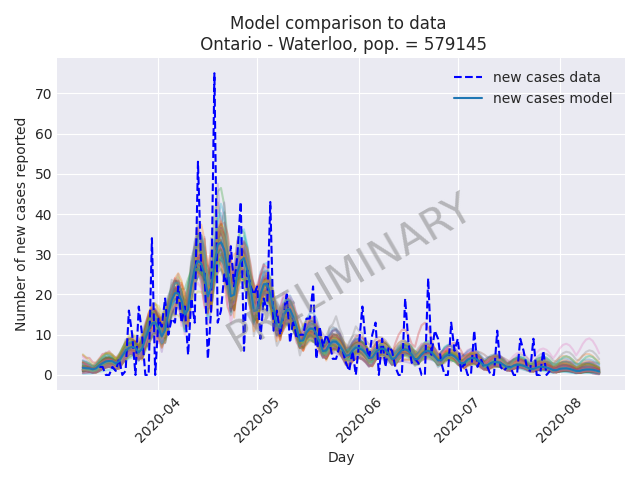 Model comparison to data
Ontario - Waterloo, pop. = 579145
new cases data
new cases model
Number of new cases reported
70
60
50
40
30
20
10
0
PRELIMINARY
2020-04
2020-05
2020-06
2020-07
2020-08
Day